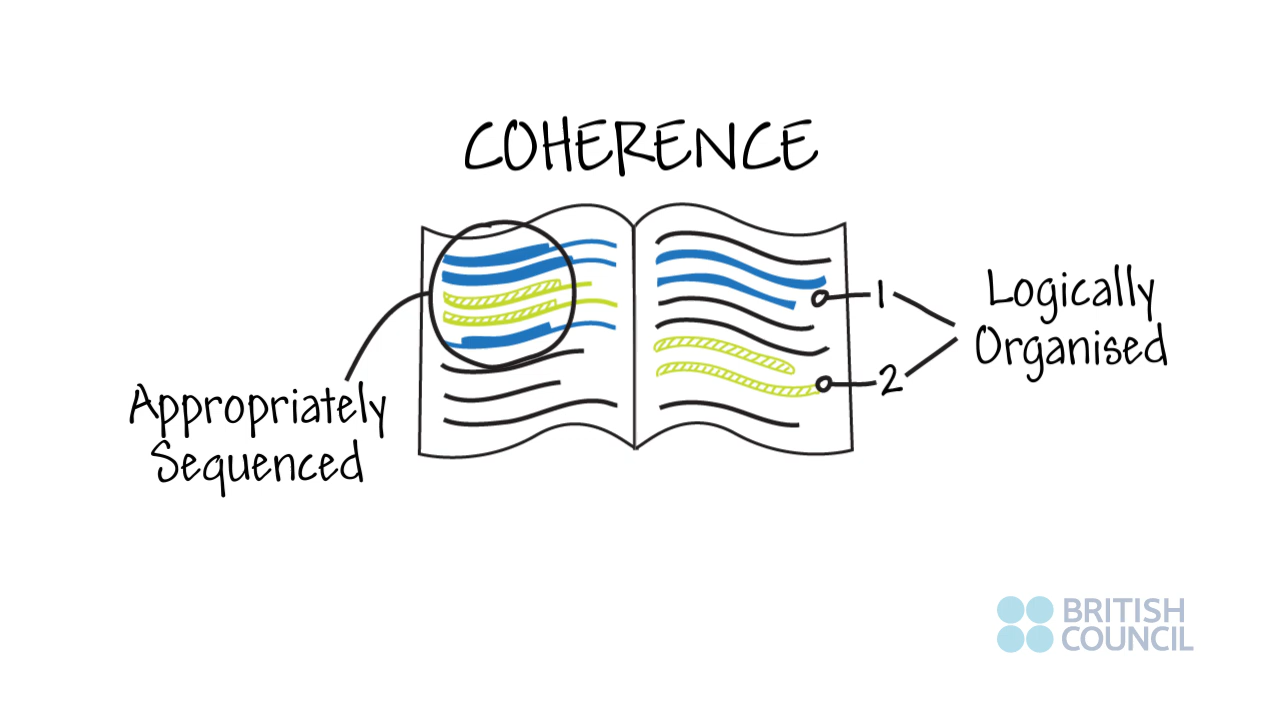 COHERENCE
Appropriately
Sequenced
1
2
Logically
Organised
BRITISH
COUNCIL